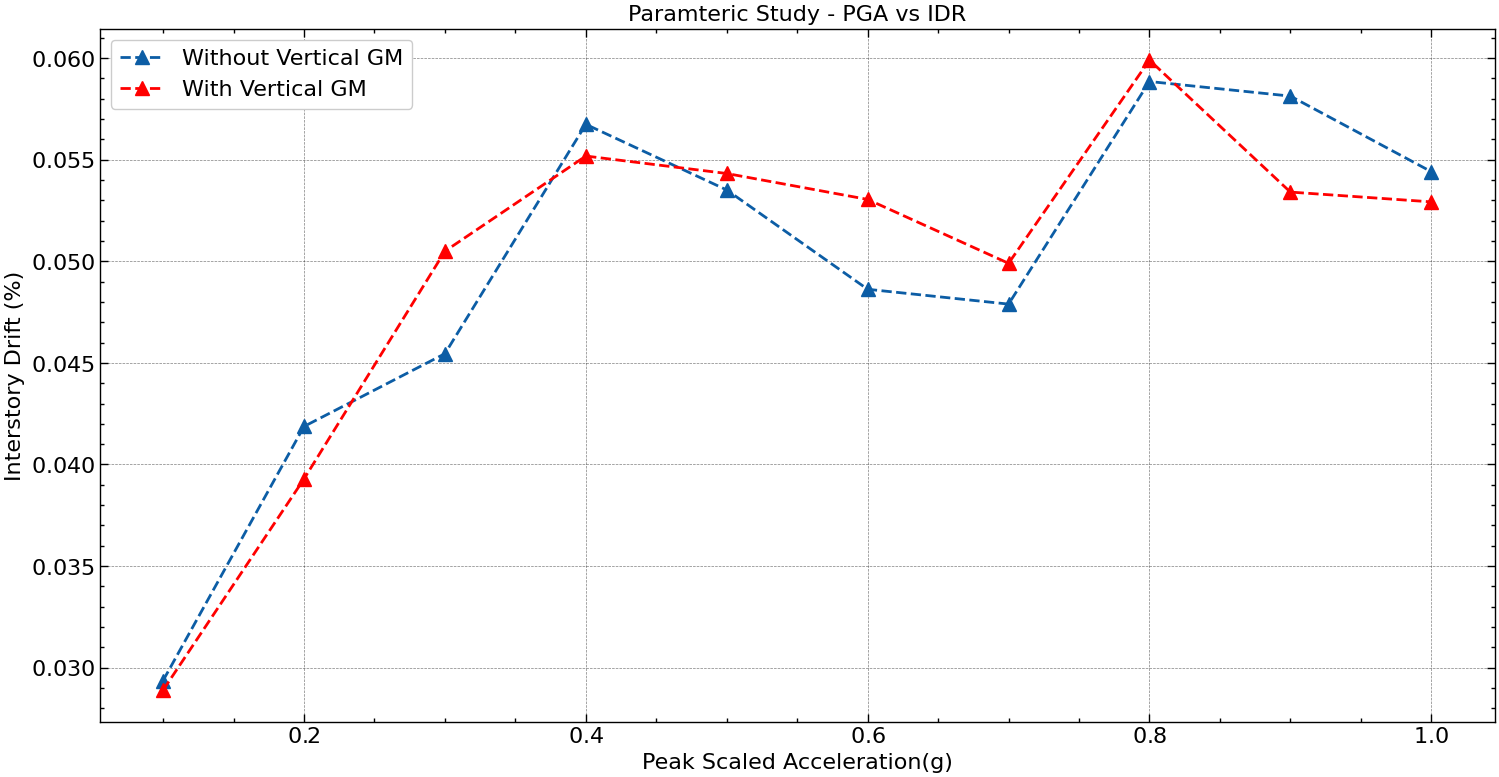 Paramteric Study - PGA vs IDR
Without Vertical GM
With Vertical GM
Interstory Drift (%)
0.060
0.055
0.050
0.045
0.040
0.035
0.030
0.2 0.4 0.6 0.8 1.0
Peak Scaled Acceleration(g)